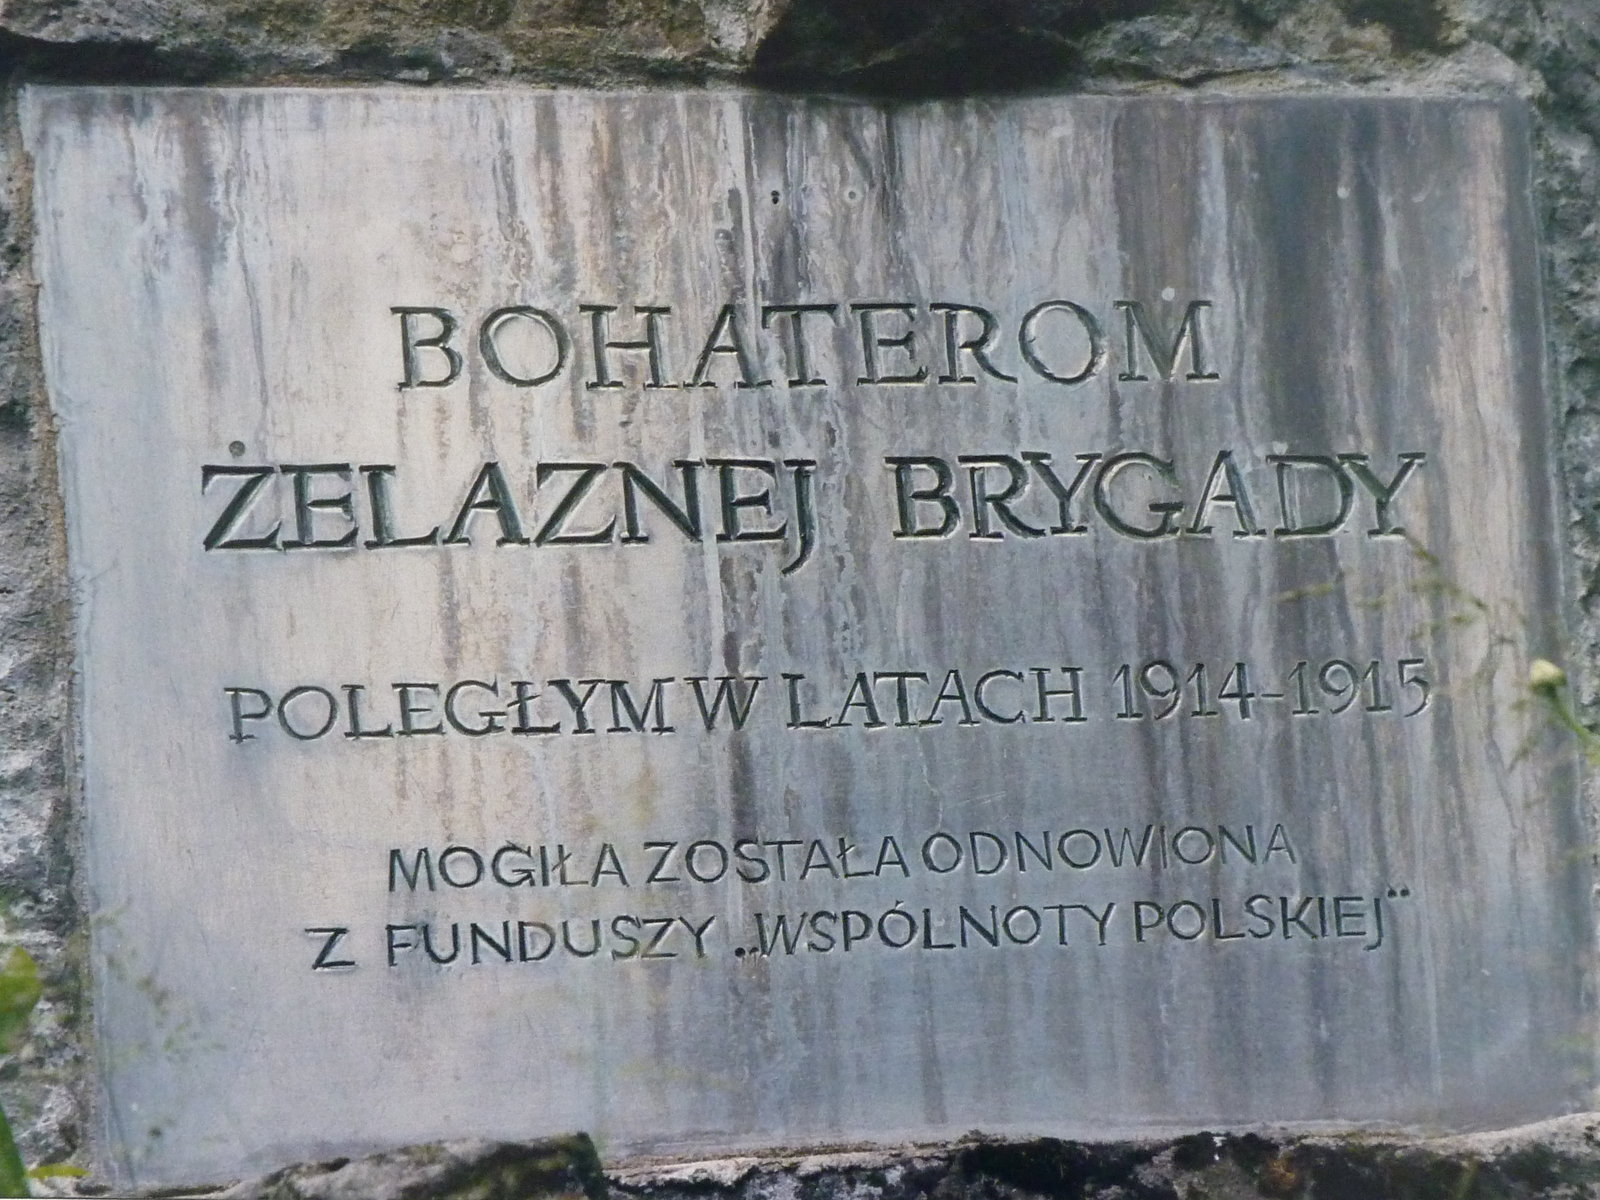 BOHATEROM
ŻELAZNEJ BRYGADY
POLEGŁYM W LATACH 1914-1915
MOGIŁA ZOSTAŁA ODNOWIONA
Z FUNDUSZY „WSPÓLNOTY POLSKIEJ"